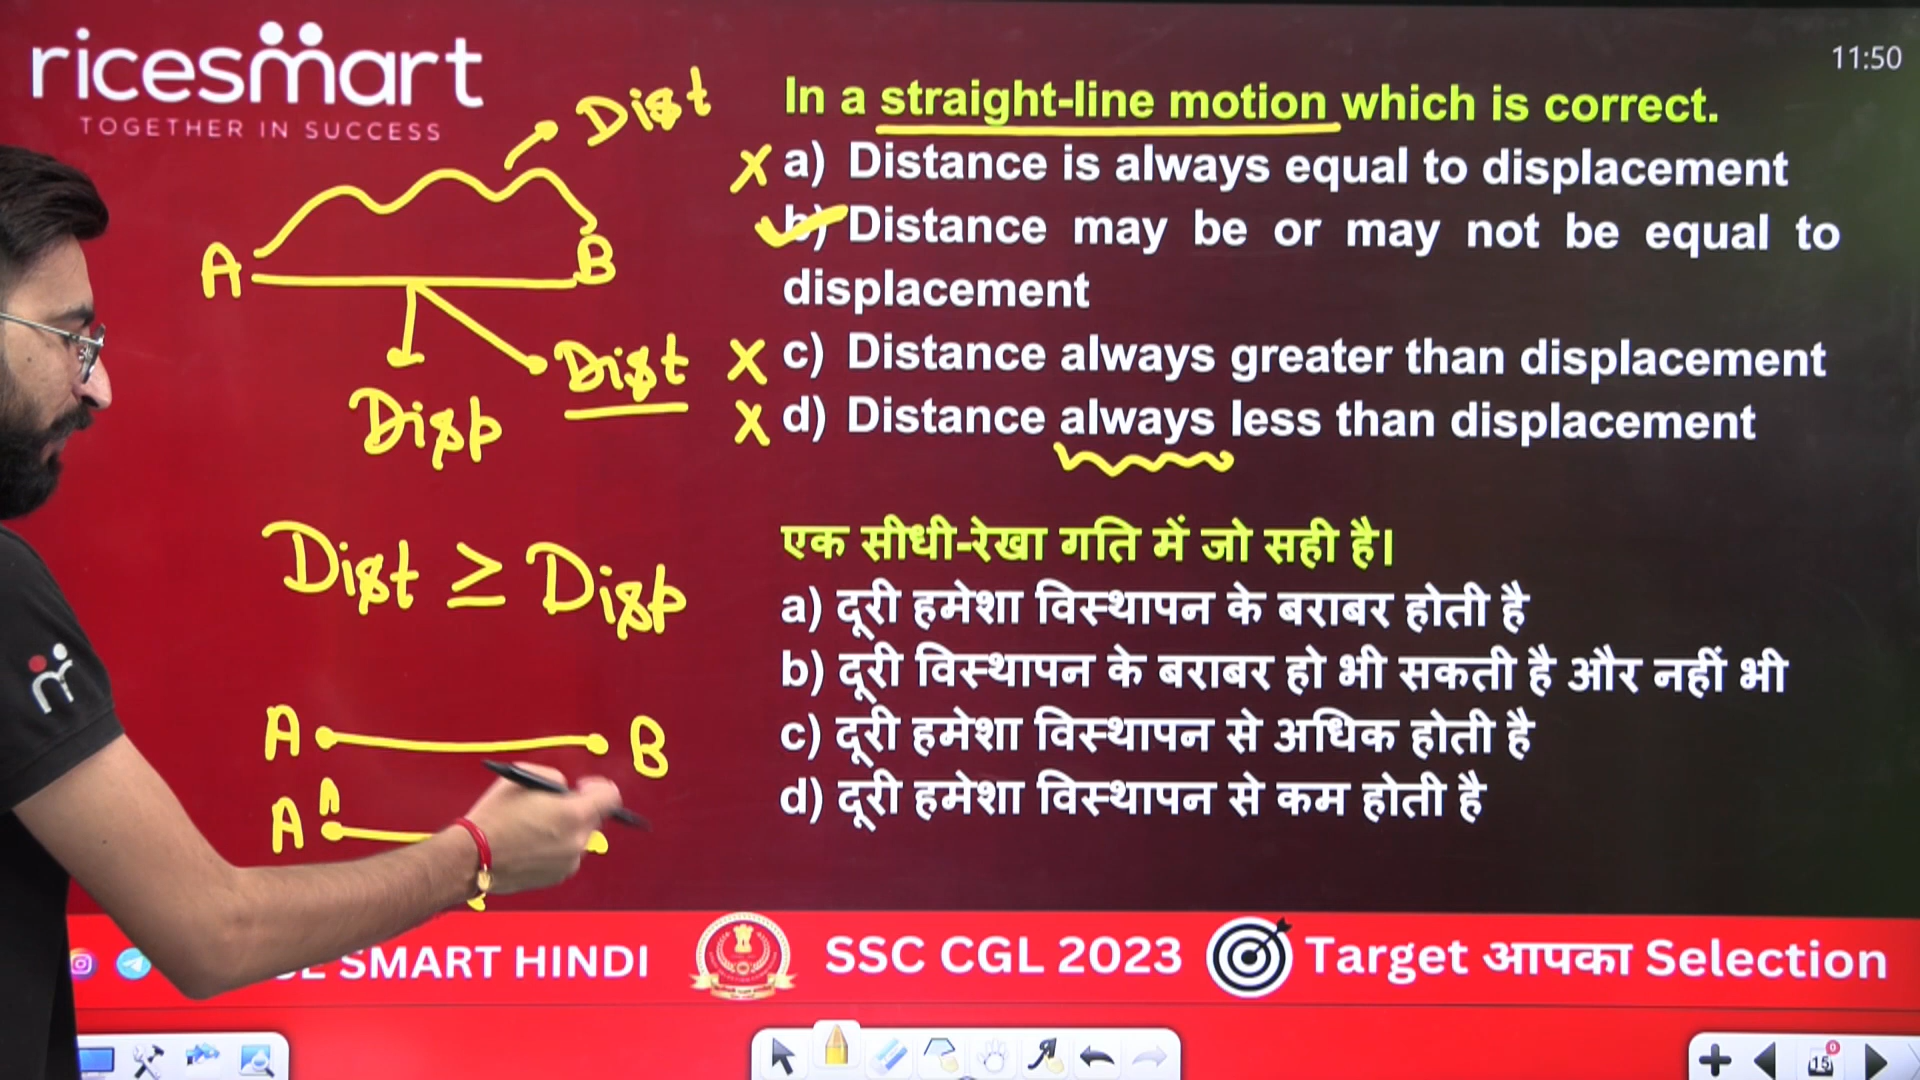 ricesmart
TOGETHER IN SUCCESS
11:50
Dist
A B
Disp Dist
Dist ≥ Disp
A B
A
A
In a straight-line motion which is correct.
x a) Distance is always equal to displacement
b) Distance may be or may not be equal to
displacement
x c) Distance always greater than displacement
x d) Distance always less than displacement
एक सीधी-रेखा गति में जो सही है।
a) दूरी हमेशा विस्थापन के बराबर होती है
b) दूरी विस्थापन के बराबर हो भी सकती है और नहीं भी
c) दूरी हमेशा विस्थापन से अधिक होती है
d) दूरी हमेशा विस्थापन से कम होती है
SMART HINDI
SSC CGL 2023
Target आपका Selection
15
0